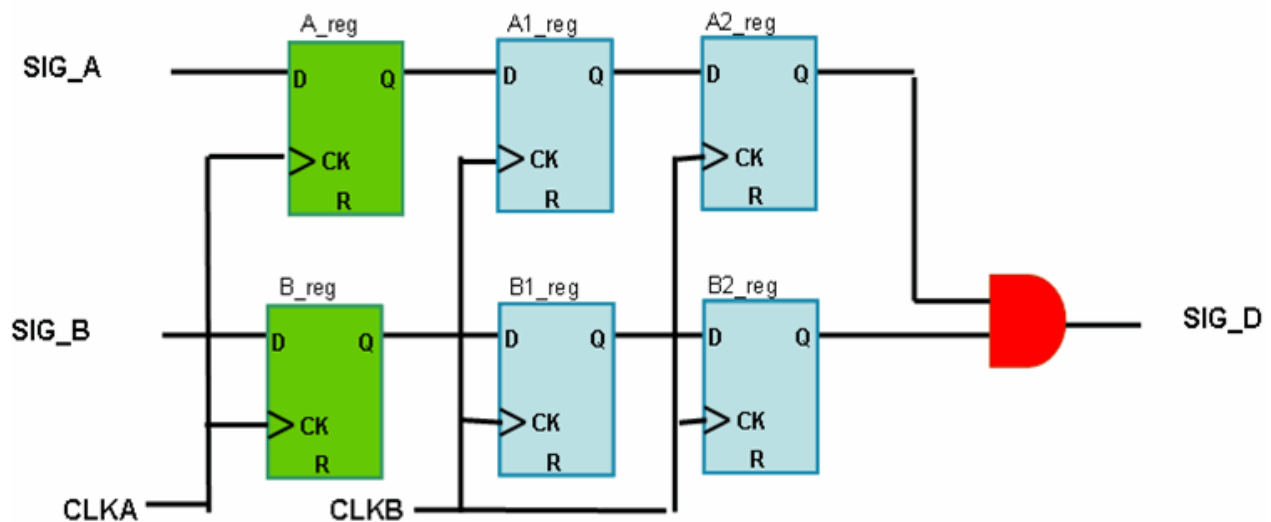 A_reg A1_reg A2_reg
SIG_A D Q D Q D Q
CK CK CK
R R R
B_reg B1_reg B2_reg
SIG_B D Q D Q D Q SIG_D
CK CK CK
R R R
CLKA CLKB